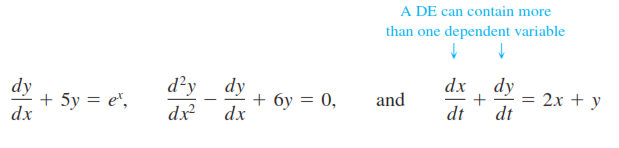 A DE can contain more
than one dependent variable
dy/dx + 5y = eˣ, d²y/dx² − dy/dx + 6y = 0, and dx/dt + dy/dt = 2x + y